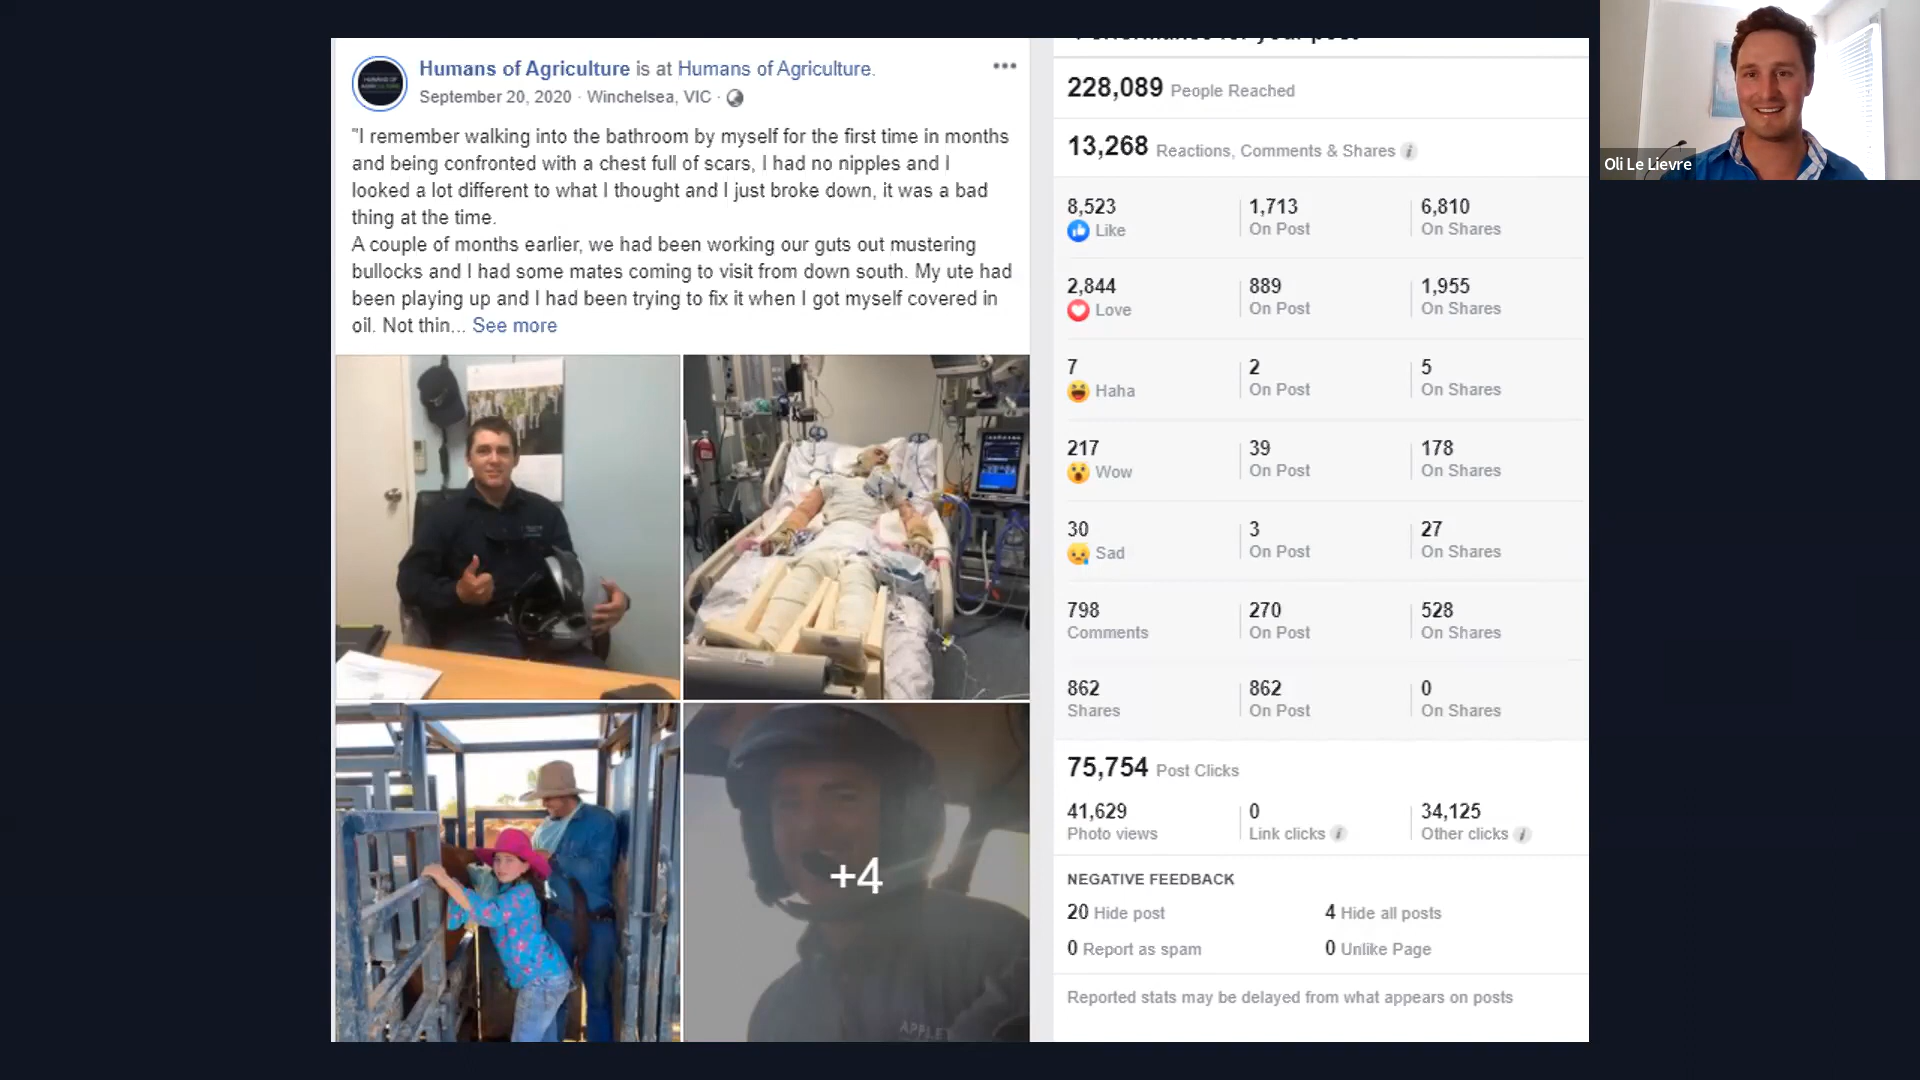 Humans of Agriculture is at Humans of Agriculture.
September 20, 2020 · Winchelsea, VIC ·
"I remember walking into the bathroom by myself for the first time in months
and being confronted with a chest full of scars, I had no nipples and I
looked a lot different to what I thought and I just broke down, it was a bad
thing at the time.
A couple of months earlier, we had been working our guts out mustering
bullocks and I had some mates coming to visit from down south. My ute had
been playing up and I had been trying to fix it when I got myself covered in
oil. Not thin... See more
+4
228,089 People Reached
13,268 Reactions, Comments & Shares
8,523 1,713 6,810
Like On Post On Shares
2,844 889 1,955
Love On Post On Shares
7 2 5
Haha On Post On Shares
217 39 178
Wow On Post On Shares
30 3 27
Sad On Post On Shares
798 270 528
Comments On Post On Shares
862 862 0
Shares On Post On Shares
75,754 Post Clicks
41,629 0 34,125
Photo views Link clicks Other clicks
NEGATIVE FEEDBACK
20 Hide post 4 Hide all posts
0 Report as spam 0 Unlike Page
Reported stats may be delayed from what appears on posts
Oli Le Lievre